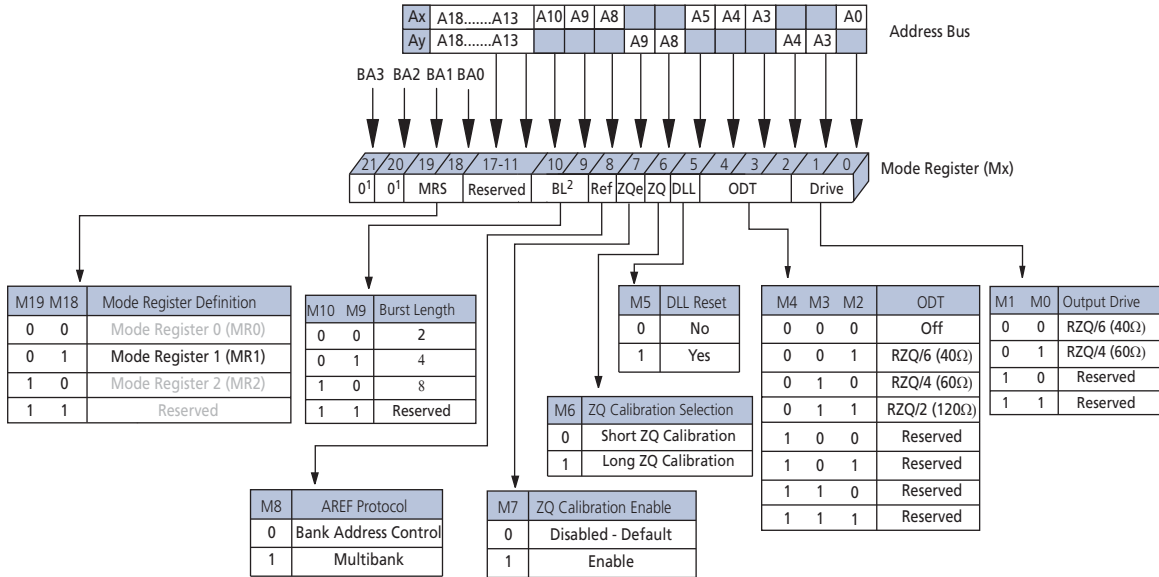 Ax A18.......A13 A10 A9 A8 A5 A4 A3 A0
Address Bus
Ay A18.......A13 A9 A8 A4 A3
BA3 BA2 BA1 BA0
21 20 19 18 17-11 10 9 8 7 6 5 4 3 2 1 0
Mode Register (Mx)
0¹ 0¹ MRS Reserved BL² Ref ZQe ZQ DLL ODT Drive
M19 M18 Mode Register Definition
0 0 Mode Register 0 (MR0)
0 1 Mode Register 1 (MR1)
1 0 Mode Register 2 (MR2)
1 1 Reserved
M10 M9 Burst Length
0 0 2
0 1 4
1 0 8
1 1 Reserved
M5 DLL Reset
0 No
1 Yes
M4 M3 M2 ODT
0 0 0 Off
0 0 1 RZQ/6 (40Ω)
0 1 0 RZQ/4 (60Ω)
0 1 1 RZQ/2 (120Ω)
1 0 0 Reserved
1 0 1 Reserved
1 1 0 Reserved
1 1 1 Reserved
M1 M0 Output Drive
0 0 RZQ/6 (40Ω)
0 1 RZQ/4 (60Ω)
1 0 Reserved
1 1 Reserved
M6 ZQ Calibration Selection
0 Short ZQ Calibration
1 Long ZQ Calibration
M8 AREF Protocol
0 Bank Address Control
1 Multibank
M7 ZQ Calibration Enable
0 Disabled - Default
1 Enable